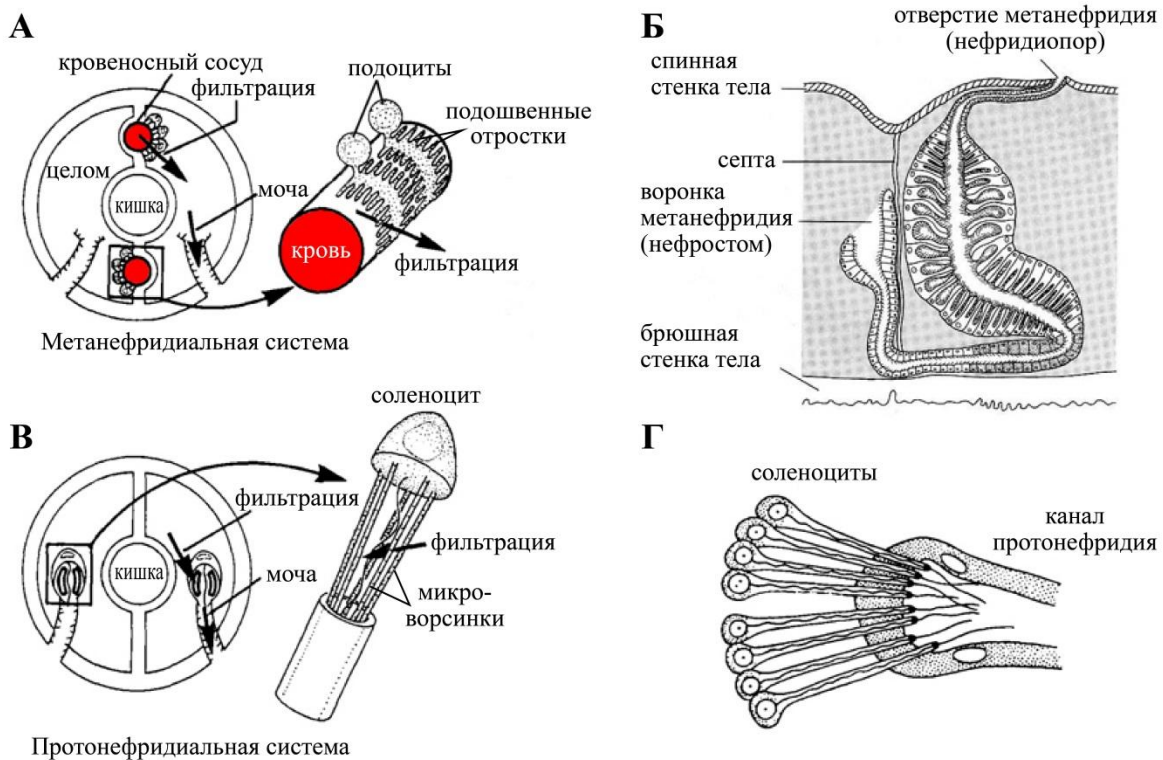 А
кровеносный сосуд
фильтрация
целом
кишка
моча
подоциты
подошвенные
отростки
кровь
фильтрация
Метанефридиальная система
Б
отверстие метанефридия
(нефридиопор)
спинная
стенка тела
септа
воронка
метанефридия
(нефростом)
брюшная
стенка тела
В
соленоцит
фильтрация
кишка
моча
фильтрация
микро-
ворсинки
Протонефридиальная система
Г
соленоциты
канал
протонефридия